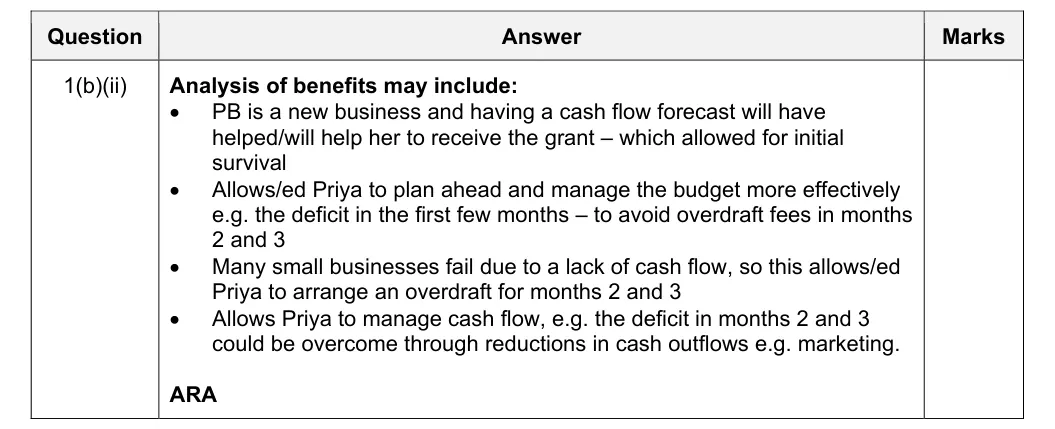 Question Answer Marks
1(b)(ii) Analysis of benefits may include:
• PB is a new business and having a cash flow forecast will have
helped/will help her to receive the grant – which allowed for initial
survival
• Allows/ed Priya to plan ahead and manage the budget more effectively
e.g. the deficit in the first few months – to avoid overdraft fees in months
2 and 3
• Many small businesses fail due to a lack of cash flow, so this allows/ed
Priya to arrange an overdraft for months 2 and 3
• Allows Priya to manage cash flow, e.g. the deficit in months 2 and 3
could be overcome through reductions in cash outflows e.g. marketing.
ARA